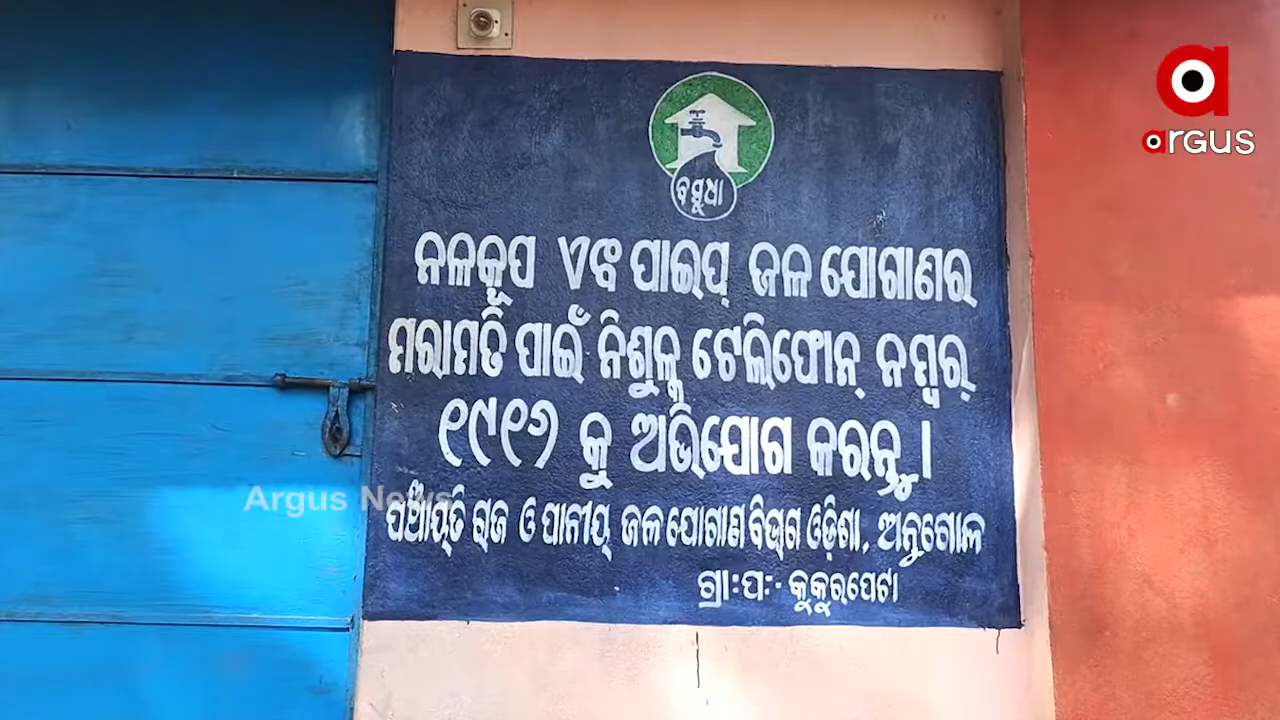 ବସୁଧା
ନଳକୂପ ଏବଂ ପାଇପ୍ ଜଳ ଯୋଗାଣର
ମରାମତି ପାଇଁ ନିଶୁଳ୍କ ଟେଲିଫୋନ୍ ନମ୍ବର୍
୧୯୧୬ କୁ ଅଭିଯୋଗ କରନ୍ତୁ।
ପଞ୍ଚାୟତି ରାଜ ଓ ପାନୀୟ ଜଳ ଯୋଗାଣ ବିଭାଗ ଓଡ଼ିଶା, ଅନୁଗୋଳ
ଗ୍ରା:ପ:- କୁକୁରପେଟା
argus
Argus News